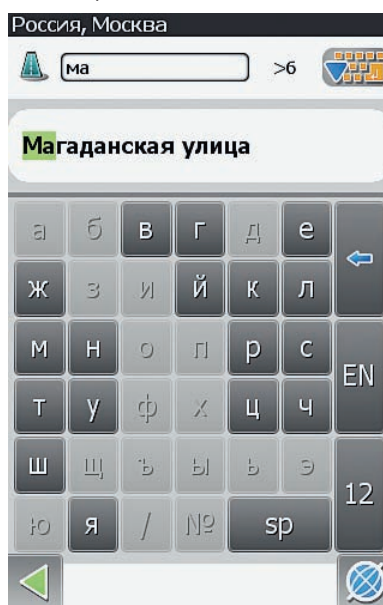 Россия, Москва
ма >6
Магаданская улица
а б в г д е
ж з и й к л
м н о п р с
EN
т у ф х ц ч
ш щ ъ ы ь э
12
ю я / № sp